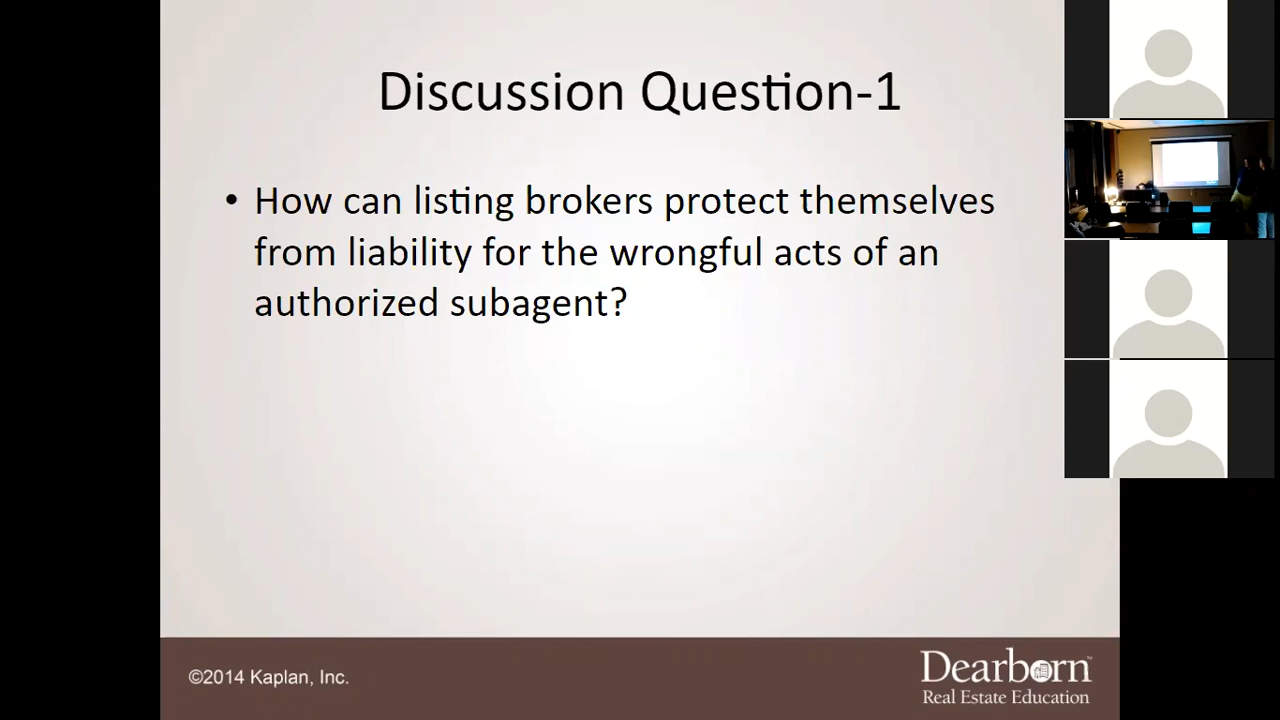 Discussion Question-1
• How can listing brokers protect themselves
from liability for the wrongful acts of an
authorized subagent?
©2014 Kaplan, Inc.
Dearborn™
Real Estate Education